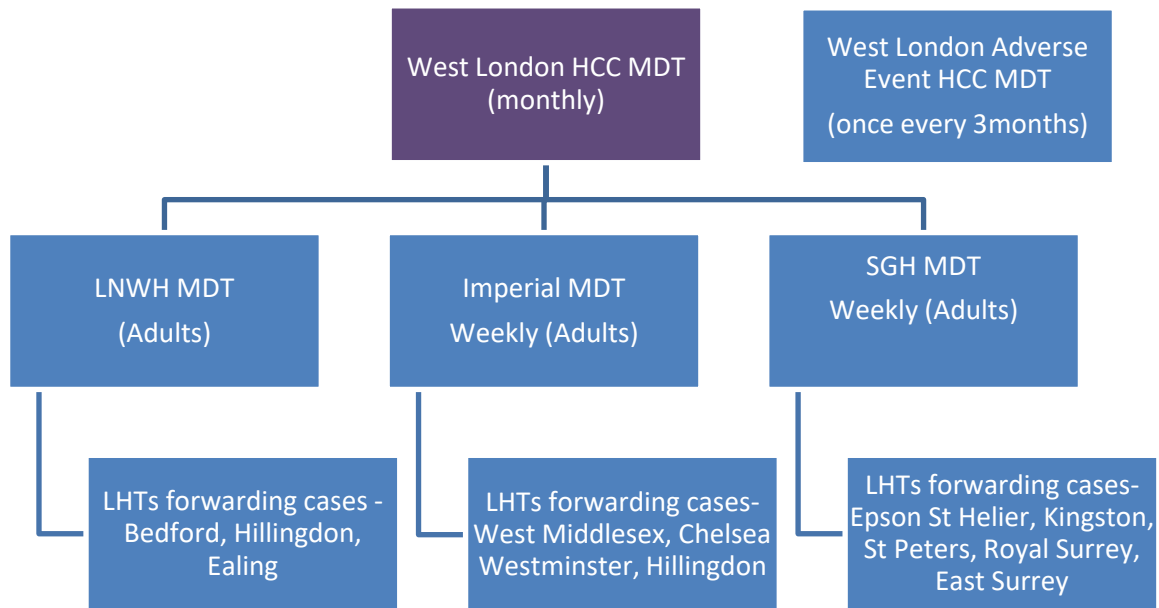 West London HCC MDT
(monthly)
West London Adverse
Event HCC MDT
(once every 3months)
LNWH MDT
(Adults)
Imperial MDT
Weekly (Adults)
SGH MDT
Weekly (Adults)
LHTs forwarding cases -
Bedford, Hillingdon,
Ealing
LHTs forwarding cases-
West Middlesex, Chelsea
Westminster, Hillingdon
LHTs forwarding cases-
Epson St Helier, Kingston,
St Peters, Royal Surrey,
East Surrey